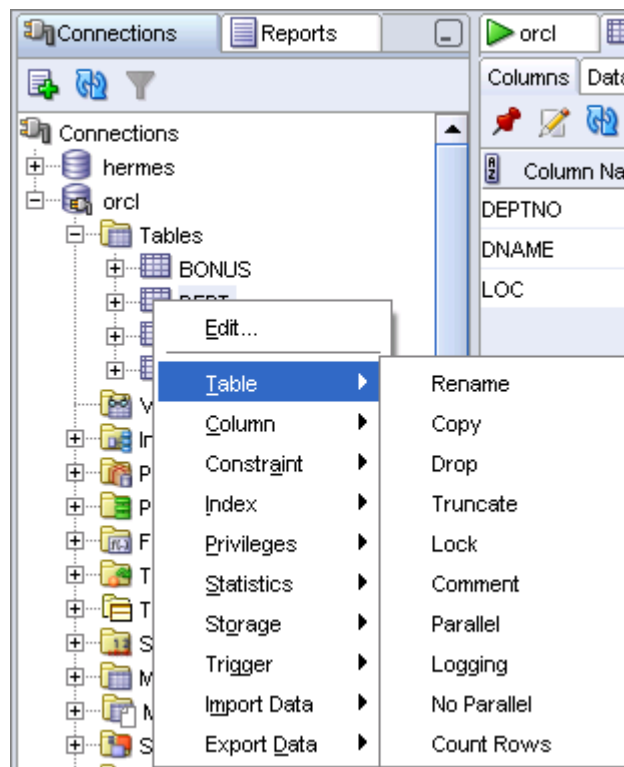 Connections
Reports
orcl
Columns
Data
Connections
hermes
Column Na
orcl
DEPTNO
Tables
DNAME
BONUS
LOC
DEPT
Edit...
Table
Rename
Column
Copy
Constraint
Drop
Index
Truncate
Privileges
Lock
Statistics
Comment
Storage
Parallel
Trigger
Logging
Import Data
No Parallel
Export Data
Count Rows